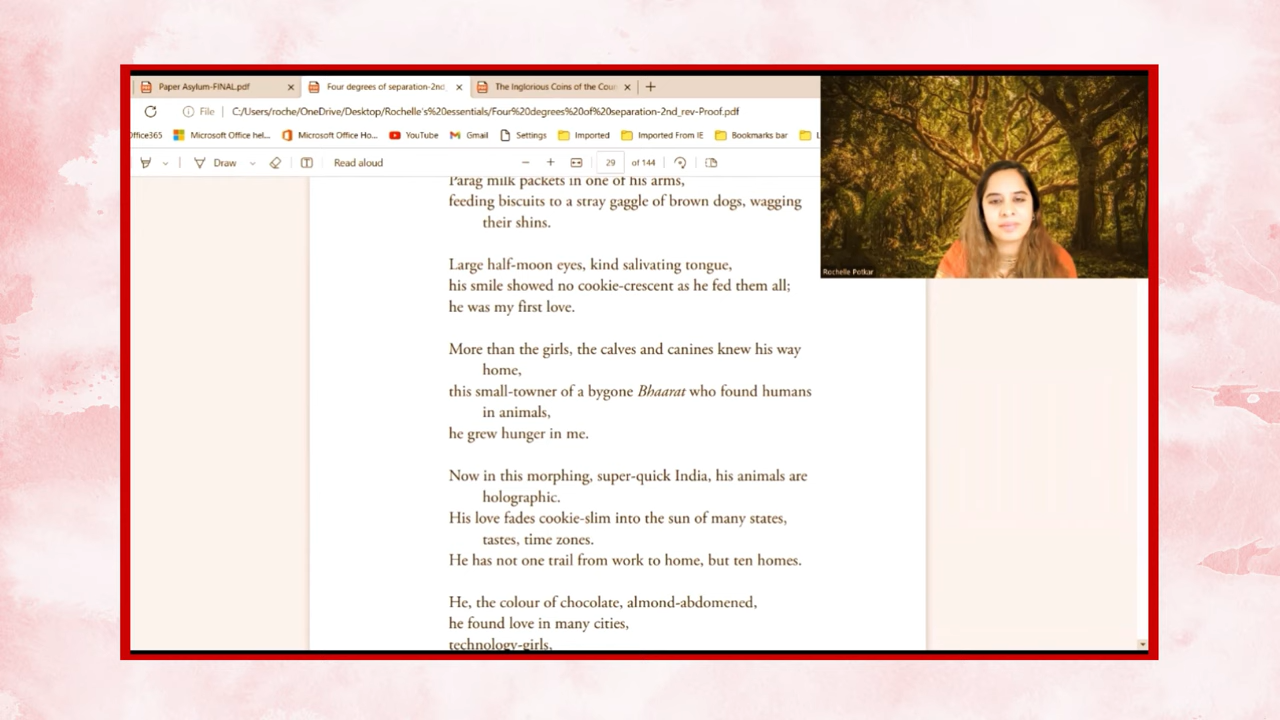 Paper Asylum-FINAL.pdf
Four degrees of separation-2nd
The Inglorious Coins of the Coun
File
C:/Users/roche/OneDrive/Desktop/Rochelle's%20essentials/Four%20degrees%20of%20separation-2nd_rev-Proof.pdf
Office365
Microsoft Office hel...
Microsoft Office Ho...
YouTube
Gmail
Settings
Imported
Imported From IE
Bookmarks bar
Draw
Read aloud
29
of 144
Parag milk packets in one of his arms,
feeding biscuits to a stray gaggle of brown dogs, wagging
their shins.
Large half-moon eyes, kind salivating tongue,
his smile showed no cookie-crescent as he fed them all;
he was my first love.
More than the girls, the calves and canines knew his way
home,
this small-towner of a bygone Bhaarat who found humans
in animals,
he grew hunger in me.
Now in this morphing, super-quick India, his animals are
holographic.
His love fades cookie-slim into the sun of many states,
tastes, time zones.
He has not one trail from work to home, but ten homes.
He, the colour of chocolate, almond-abdomened,
he found love in many cities,
technology-girls,
Rochelle Potkar